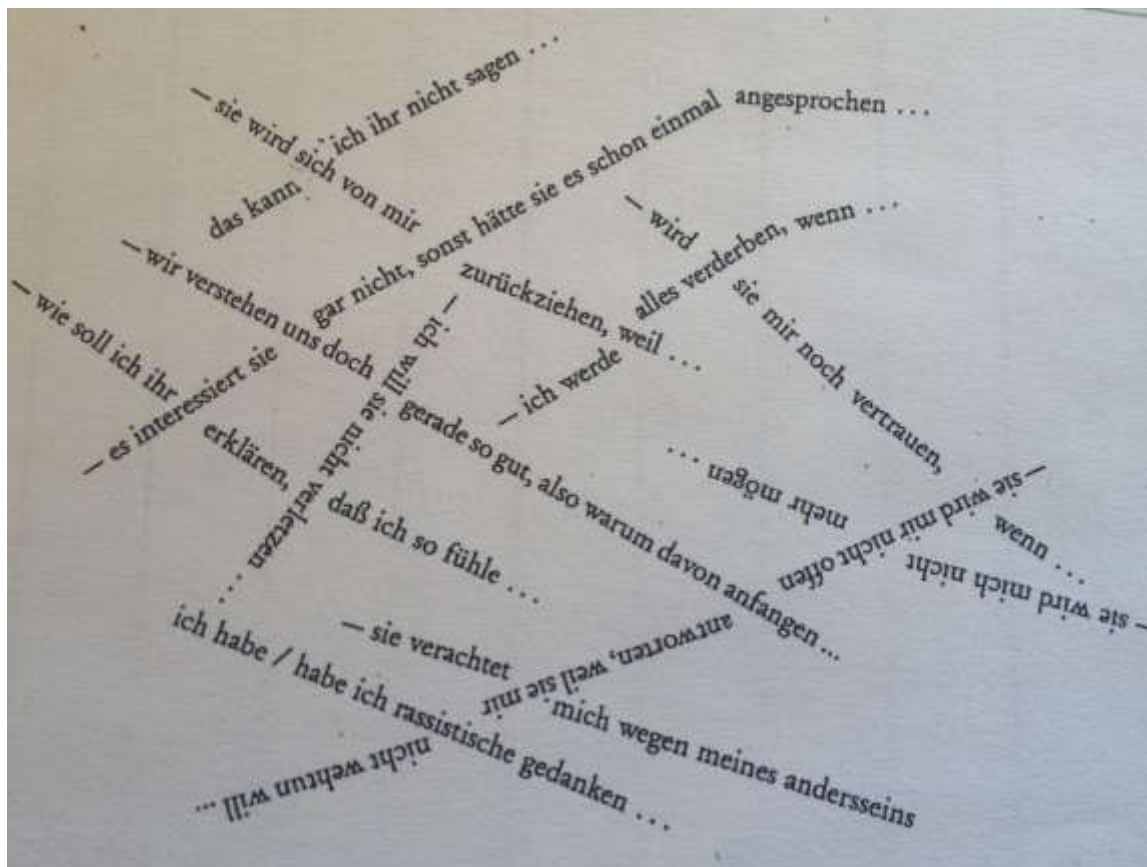 das kann ich ihr nicht sagen ...
– sie wird sich von mir zurückziehen, weil ...
– es interessiert sie gar nicht, sonst hätte sie es schon einmal angesprochen ...
– wir verstehen uns doch gerade so gut, also warum davon anfangen ...
– wie soll ich ihr erklären, daß ich so fühle ...
– ich will sie nicht verletzen ...
– ich werde alles verderben, wenn ...
– wird sie mir noch vertrauen, wenn ...
– sie wird mich nicht mehr mögen ...
– sie wird mir nicht offen antworten, weil sie mir nicht wehtun will ...
– sie verachtet mich wegen meines andersseins
ich habe / habe ich rassistische gedanken ...